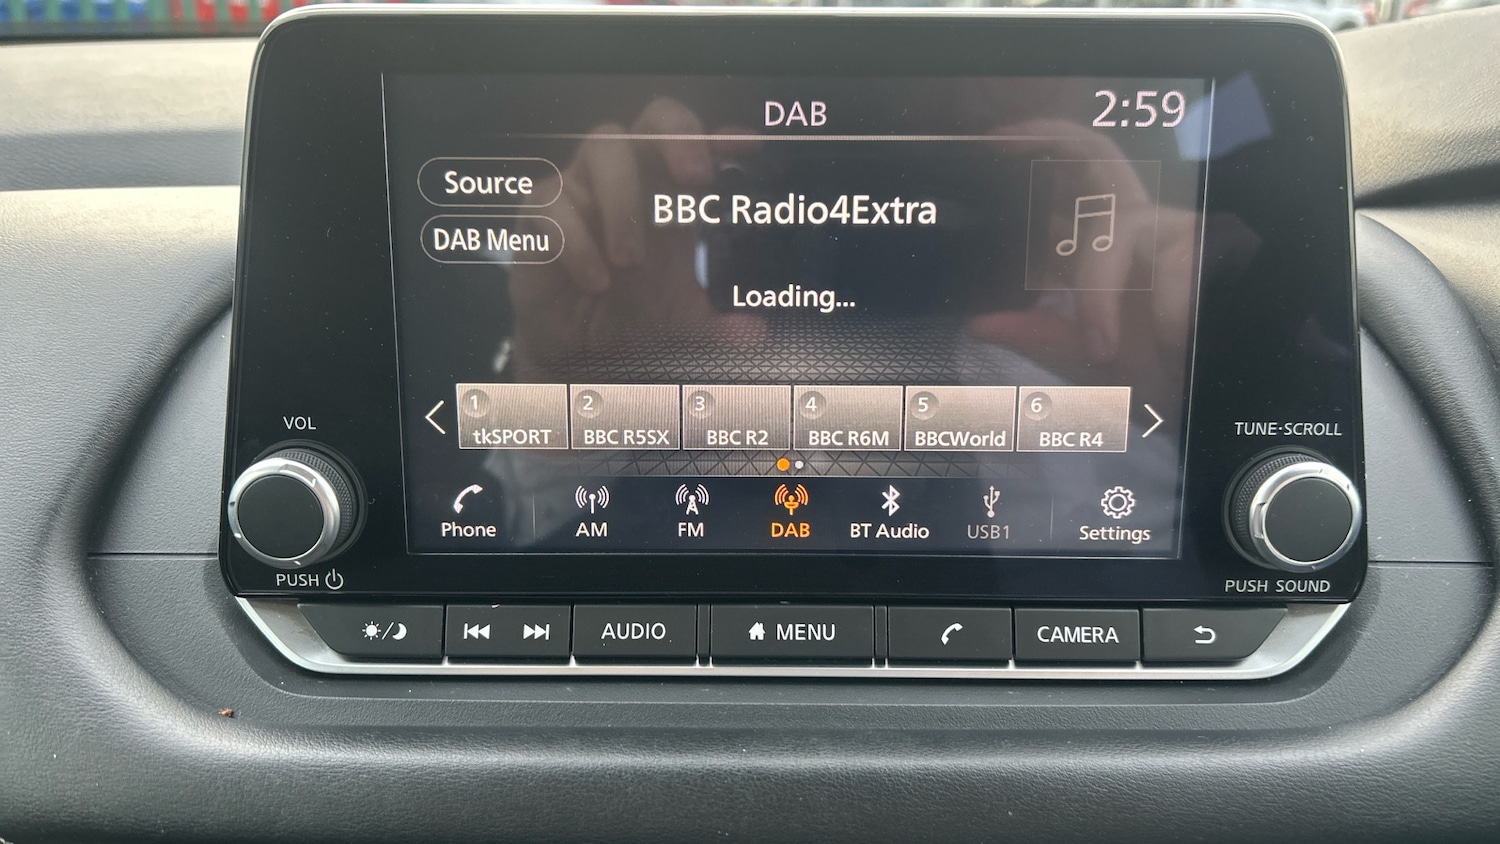 DAB
2:59
Source
BBC Radio4Extra
DAB Menu
Loading...
1 2 3 4 5 6
tkSPORT BBC R5SX BBC R2 BBC R6M BBCWorld BBC R4
VOL
TUNE·SCROLL
Phone AM FM DAB BT Audio USB1 Settings
PUSH
PUSH SOUND
AUDIO MENU CAMERA